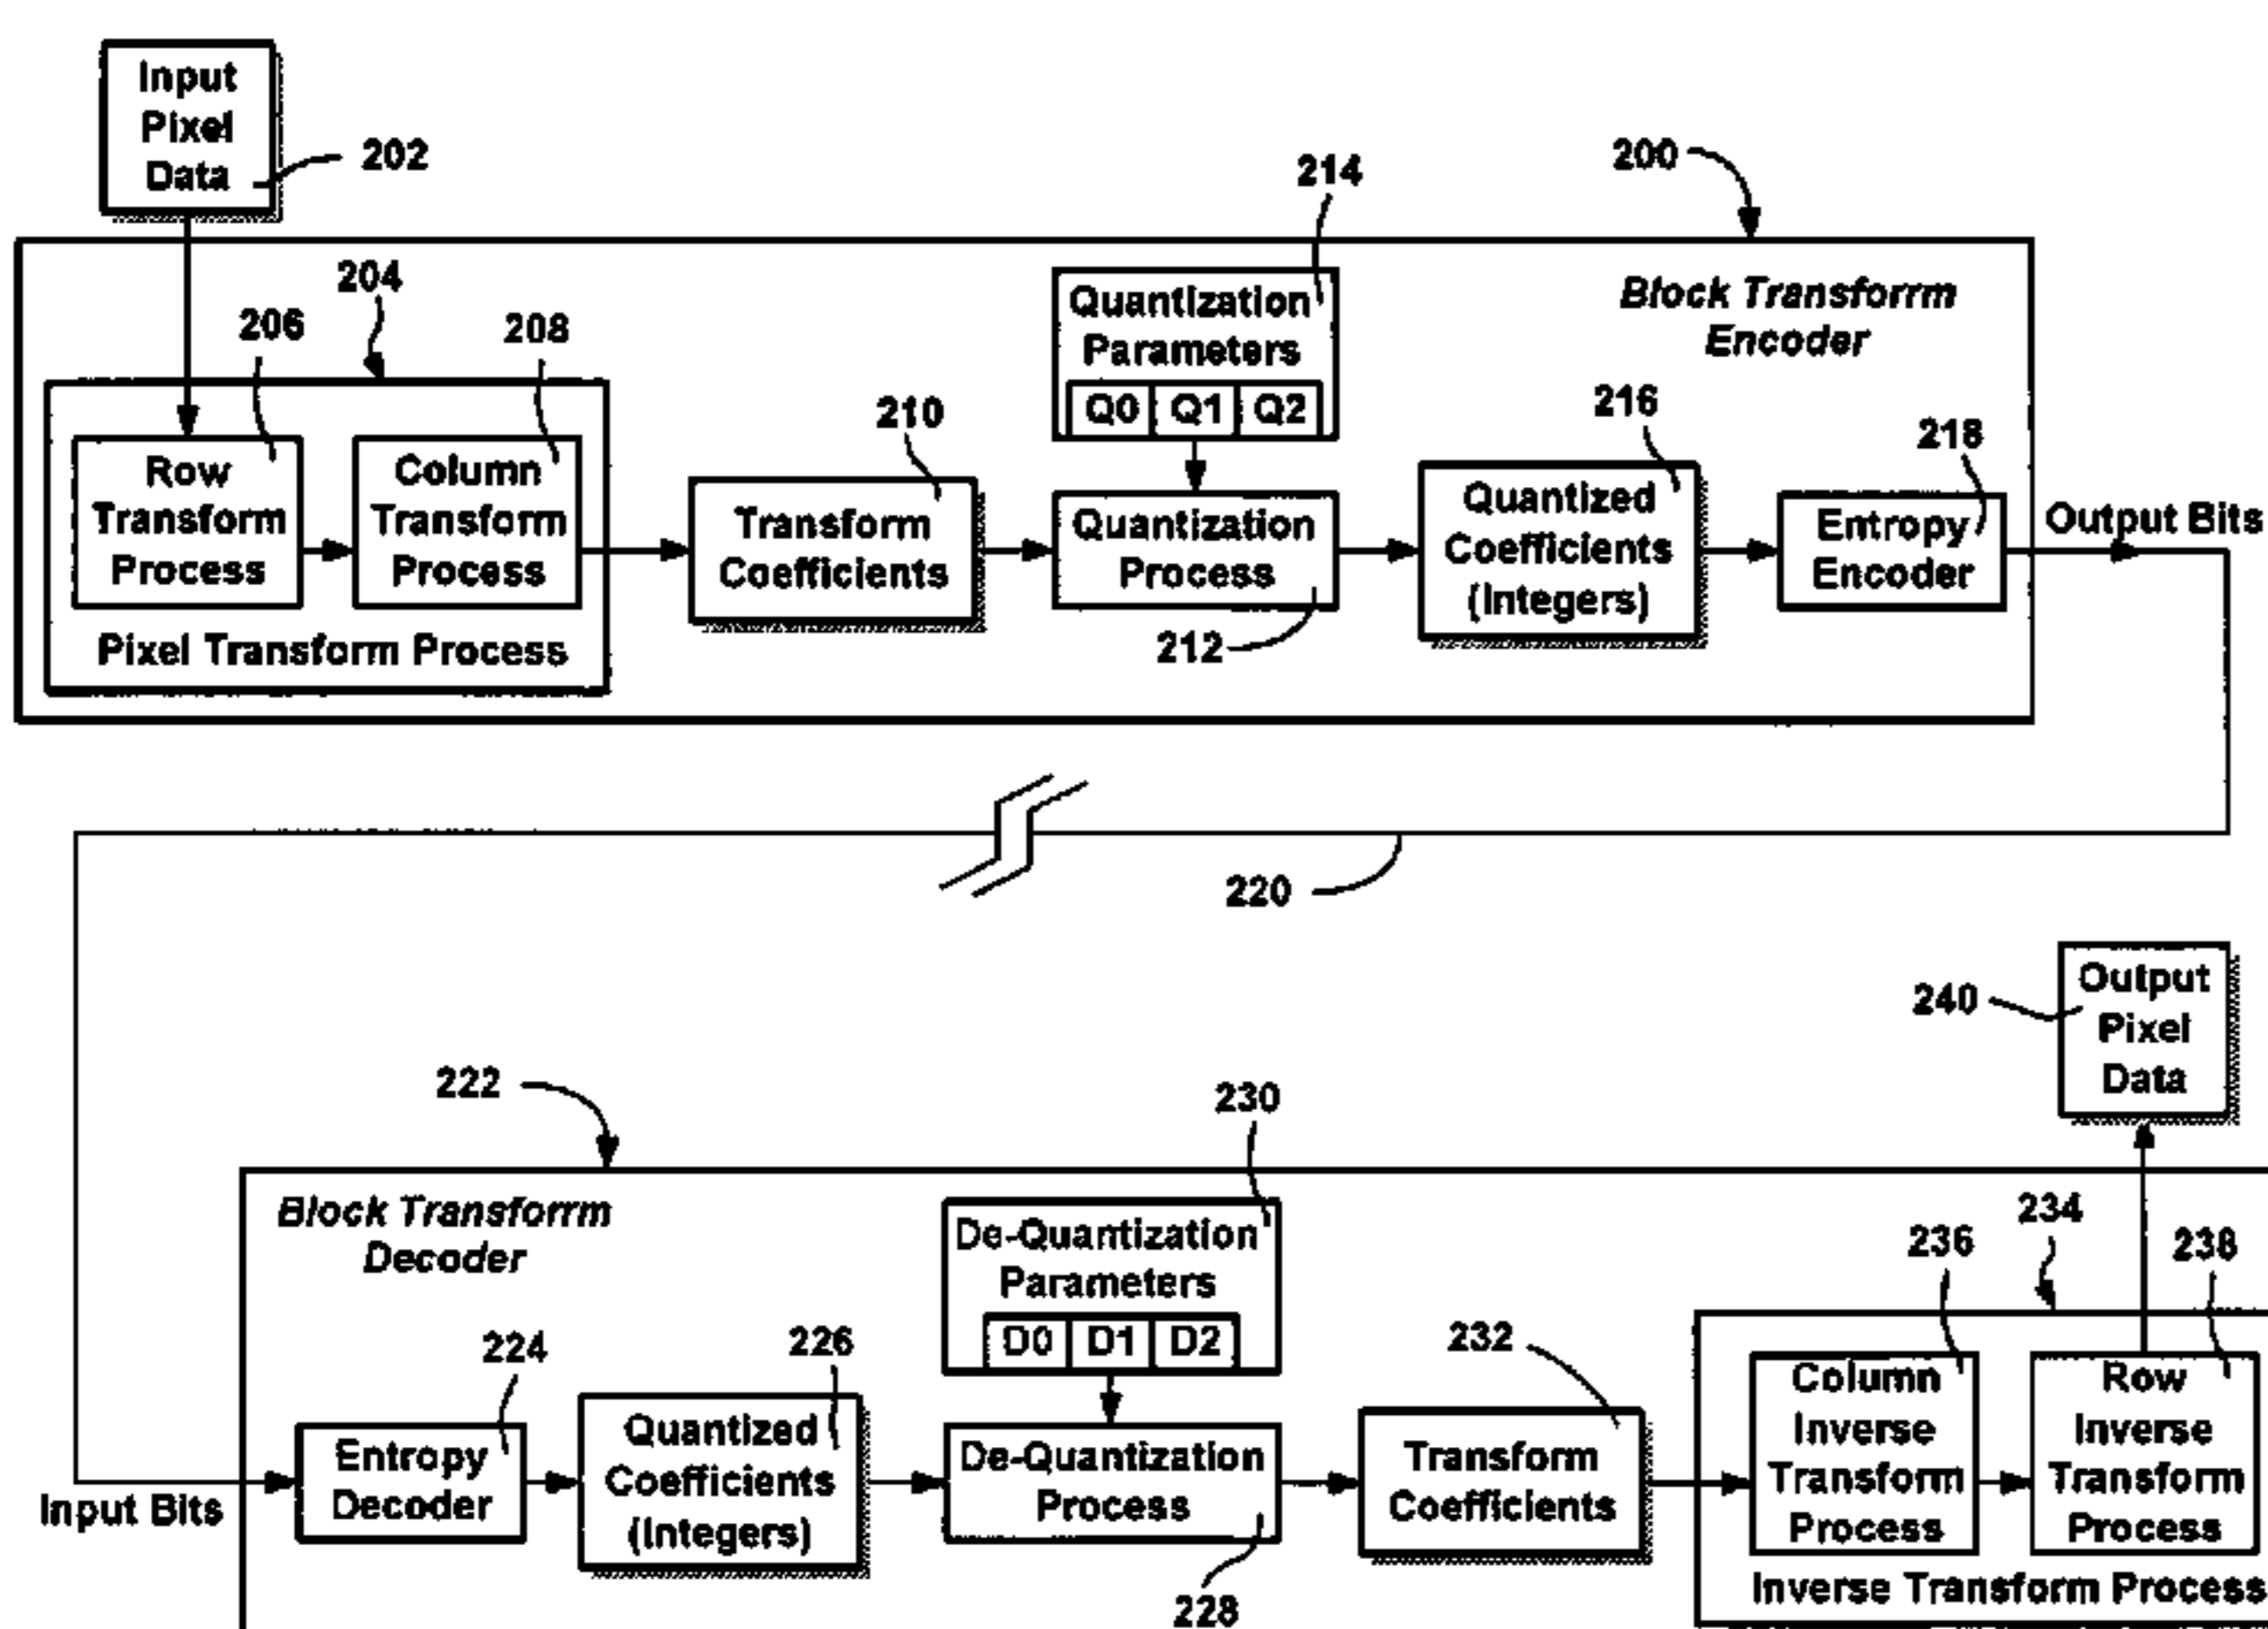 Input
Pixel
Data
202
214
200
204
Quantization
Parameters
Q0 Q1 Q2
Block Transforrm
Encoder
206
208
210
216
218
Row
Transform
Process
Column
Transform
Process
Pixel Transform Process
Transform
Coefficients
Quantization
Process
212
Quantized
Coefficients
(Integers)
Entropy
Encoder
Output Bits
220
240
Output
Pixel
Data
222
230
Block Transforrm
Decoder
De-Quantization
Parameters
D0 D1 D2
234
236
238
224
226
232
Input Bits
Entropy
Decoder
Quantized
Coefficients
(Integers)
De-Quantization
Process
228
Transform
Coefficients
Column
Inverse
Transform
Process
Row
Inverse
Transform
Process
Inverse Transform Process